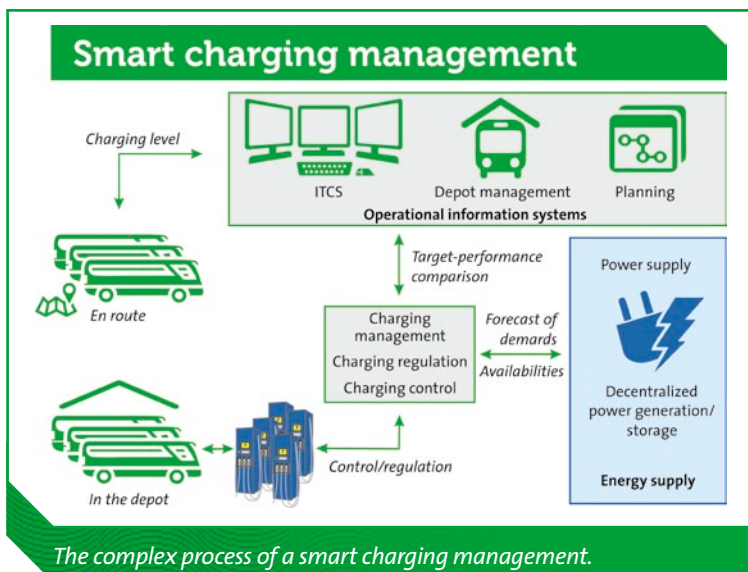 Smart charging management
Charging level
ITCS
Depot management
Planning
Operational information systems
En route
Target-performance
comparison
Power supply
Charging
management
Charging regulation
Charging control
Forecast of
demands
Availabilities
Decentralized
power generation/
storage
Energy supply
In the depot
Control/regulation
The complex process of a smart charging management.